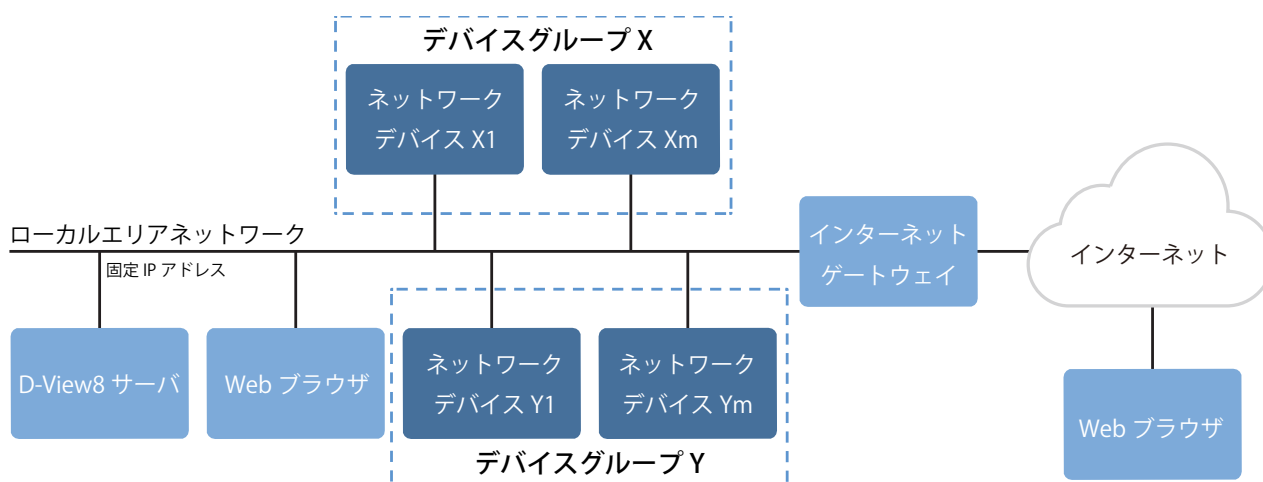 デバイスグループ X
ネットワーク
デバイス X1
ネットワーク
デバイス Xm
ローカルエリアネットワーク
固定 IP アドレス
インターネット
ゲートウェイ
インターネット
D-View8 サーバ
Web ブラウザ
ネットワーク
デバイス Y1
ネットワーク
デバイス Ym
Web ブラウザ
デバイスグループ Y